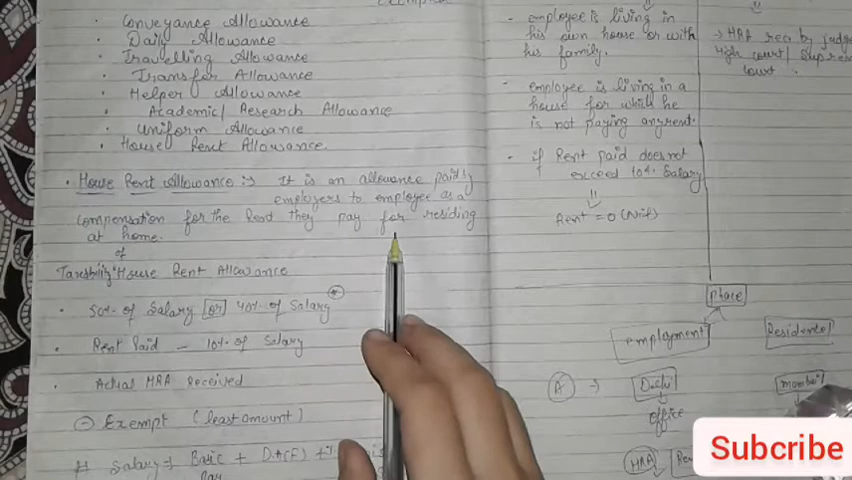 Conveyance Allowance
Daily Allowance
Travelling Allowance
Transfer Allowance
Helper Allowance
Academic/ Research Allowance
Uniform Allowance
House Rent Allowance
House Rent Allowance :-> It is an allowance paid by
employers to employee as a
compensation for the Rent they pay for residing
at home.
of
Taxability House Rent Allowance
50% of Salary or 40% of Salary *
Rent Paid - 10% of Salary
Actual HRA Received
(-) Exempt (least amount)
# Salary -> Basic + D.A(F) +
Pay
employee is living in
his own house or with
his family.
employee is living in a
house for which he
is not paying any rent.
if Rent paid does not
exceed 10% Salary
Rent = 0 (Nil)
-> HRA rec by judge
High court/ Supreme
court.
Place
employment
Residential
A ->
Delhi
office
Mumbai
HRA
Subscribe